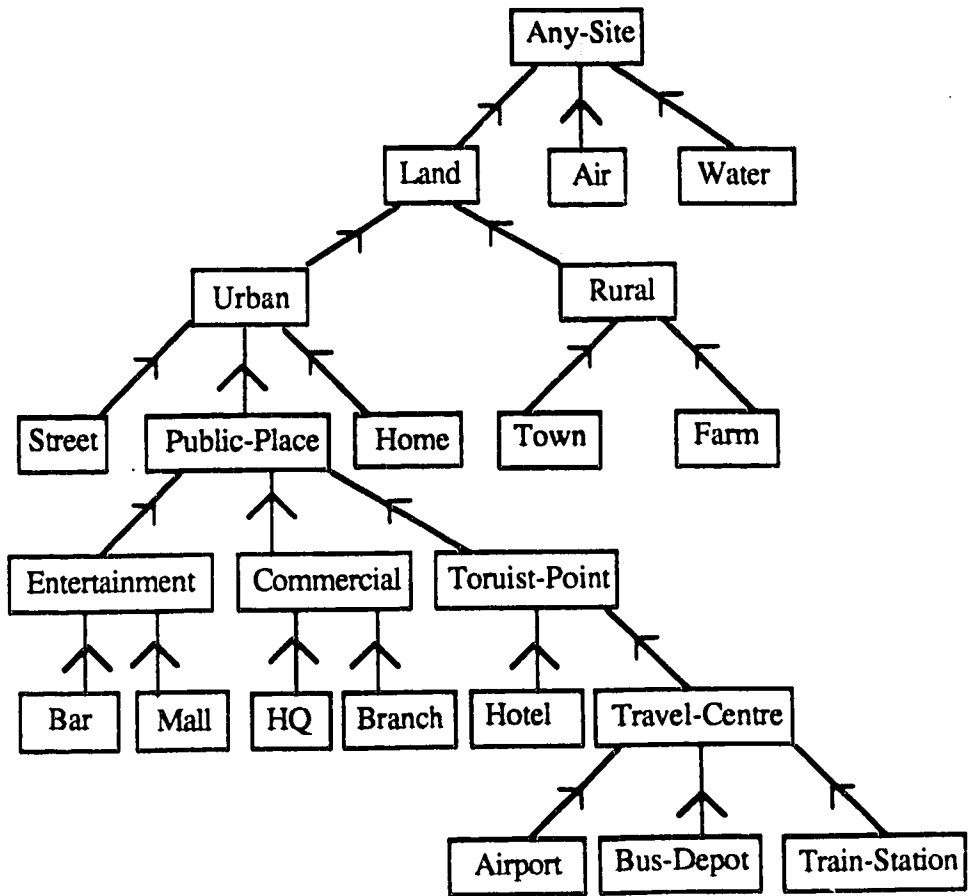 Any-Site
Land
Air
Water
Urban
Rural
Street
Public-Place
Home
Town
Farm
Entertainment
Commercial
Toruist-Point
Bar
Mall
HQ
Branch
Hotel
Travel-Centre
Airport
Bus-Depot
Train-Station